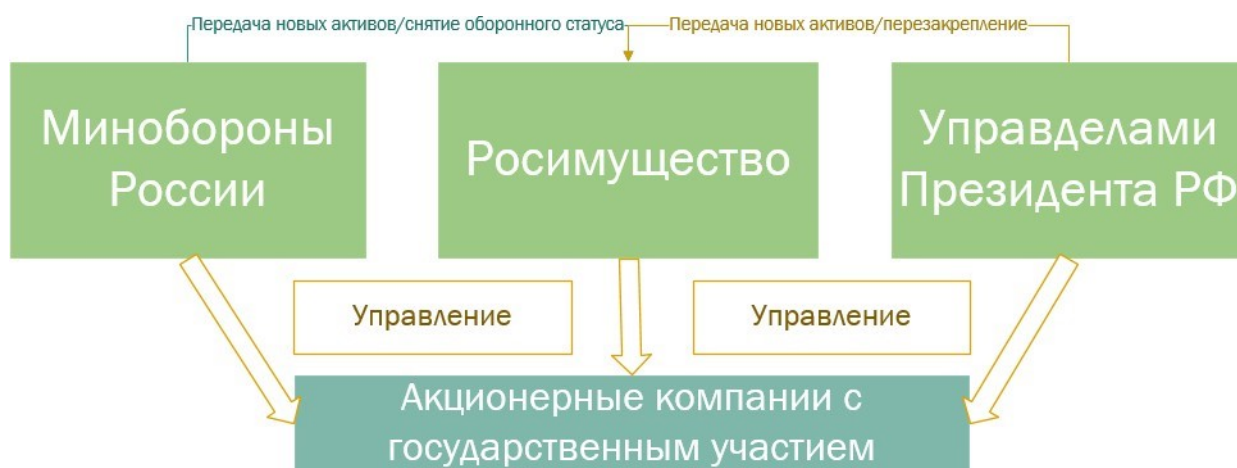 Передача новых активов/снятие оборонного статуса
Передача новых активов/перезакрепление
Минобороны
России
Росимущество
Управделами
Президента РФ
Управление
Управление
Акционерные компании с
государственным участием